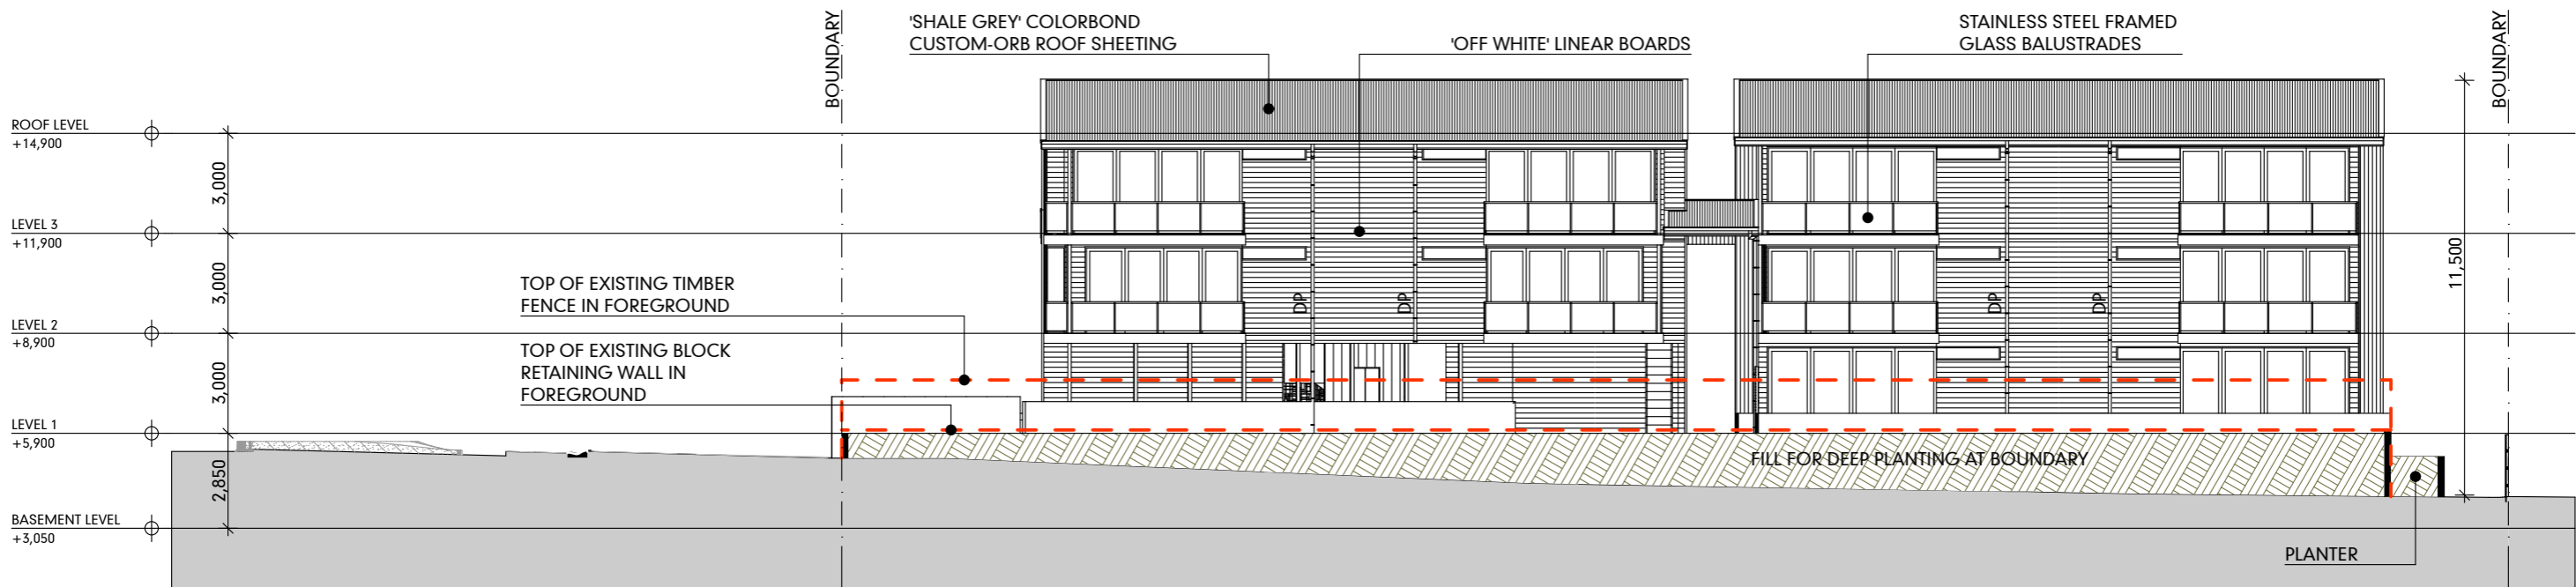 BOUNDARY
'SHALE GREY' COLORBOND
CUSTOM-ORB ROOF SHEETING
'OFF WHITE' LINEAR BOARDS
STAINLESS STEEL FRAMED
GLASS BALUSTRADES
BOUNDARY
ROOF LEVEL
+14,900
3,000
LEVEL 3
+11,900
3,000
11,500
TOP OF EXISTING TIMBER
FENCE IN FOREGROUND
DP
DP
DP
DP
LEVEL 2
+8,900
TOP OF EXISTING BLOCK
RETAINING WALL IN
FOREGROUND
3,000
LEVEL 1
+5,900
FILL FOR DEEP PLANTING AT BOUNDARY
2,850
BASEMENT LEVEL
+3,050
PLANTER